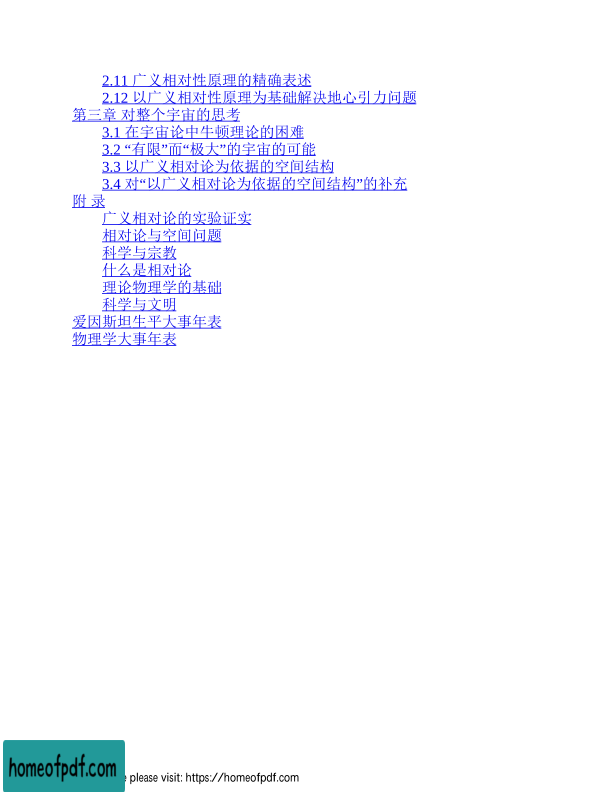 2.11 广义相对性原理的精确表述
2.12 以广义相对性原理为基础解决地心引力问题
第三章 对整个宇宙的思考
3.1 在宇宙论中牛顿理论的困难
3.2 “有限”而“极大”的宇宙的可能
3.3 以广义相对论为依据的空间结构
3.4 对“以广义相对论为依据的空间结构”的补充
附 录
广义相对论的实验证实
相对论与空间问题
科学与宗教
什么是相对论
理论物理学的基础
科学与文明
爱因斯坦生平大事年表
物理学大事年表
homeofpdf.com
please visit: https://homeofpdf.com